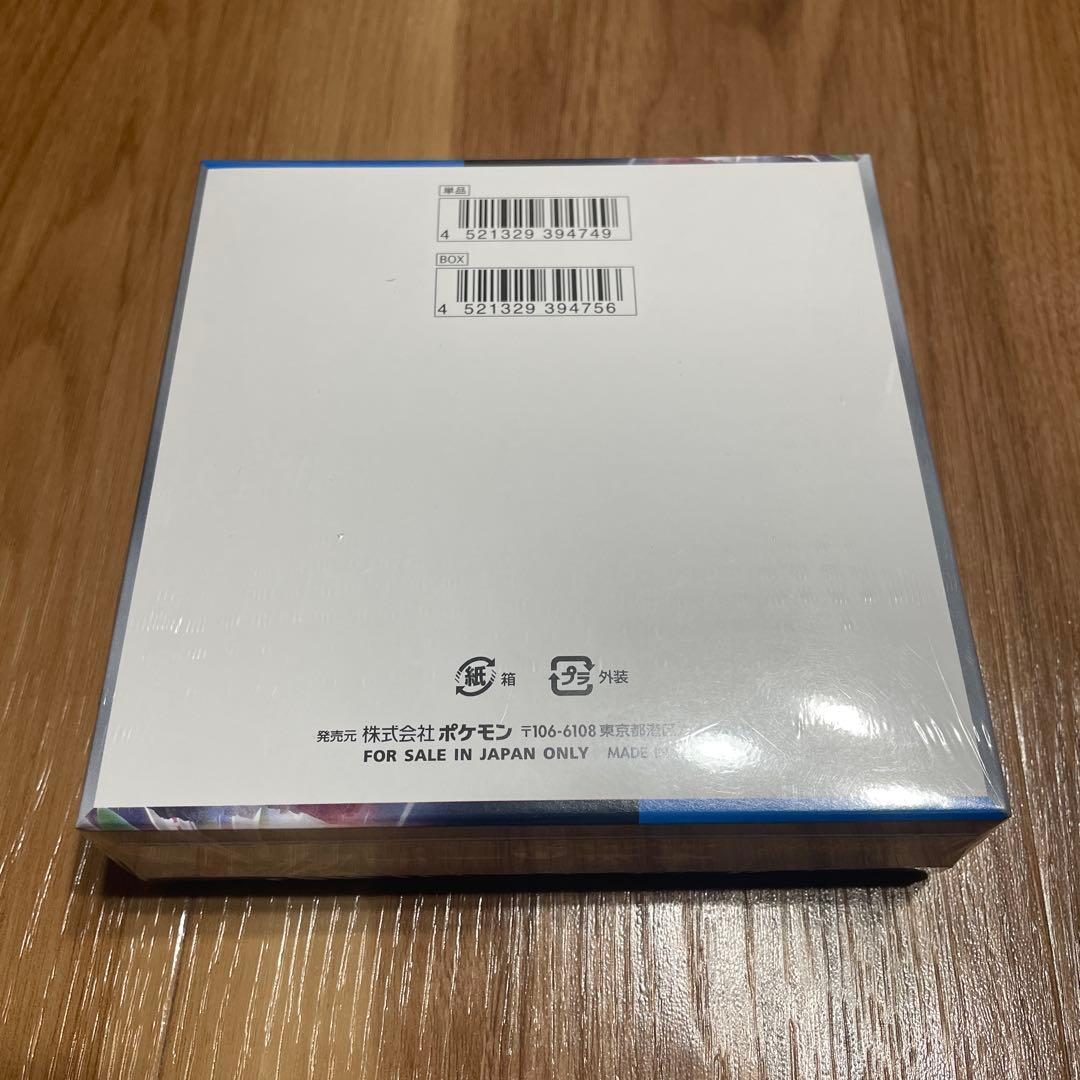 単品
4 521329 394749
BOX
4 521329 394756
紙 箱 プラ 外装
発売元 株式会社ポケモン 〒106-6108 東京都港区
FOR SALE IN JAPAN ONLY MADE IN